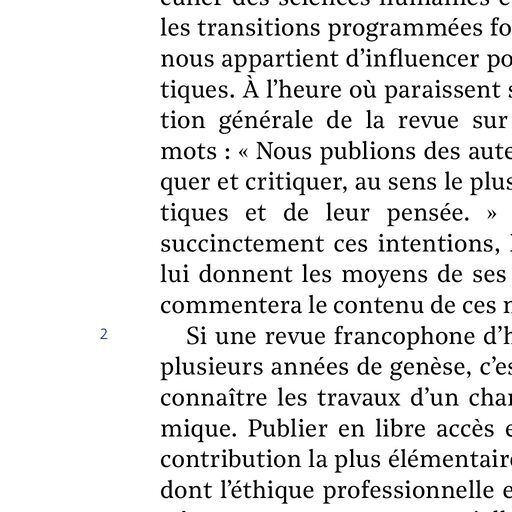 culier des sciences humaines e
les transitions programmées fo
nous appartient d’influencer po
tiques. À l’heure où paraissent s
tion générale de la revue sur
mots : « Nous publions des aute
quer et critiquer, au sens le plus
tiques et de leur pensée. »
succinctement ces intentions, l
lui donnent les moyens de ses
commentera le contenu de ces n
2 Si une revue francophone d’h
plusieurs années de genèse, c’es
connaître les travaux d’un cham
mique. Publier en libre accès e
contribution la plus élémentaire
dont l’éthique professionnelle e